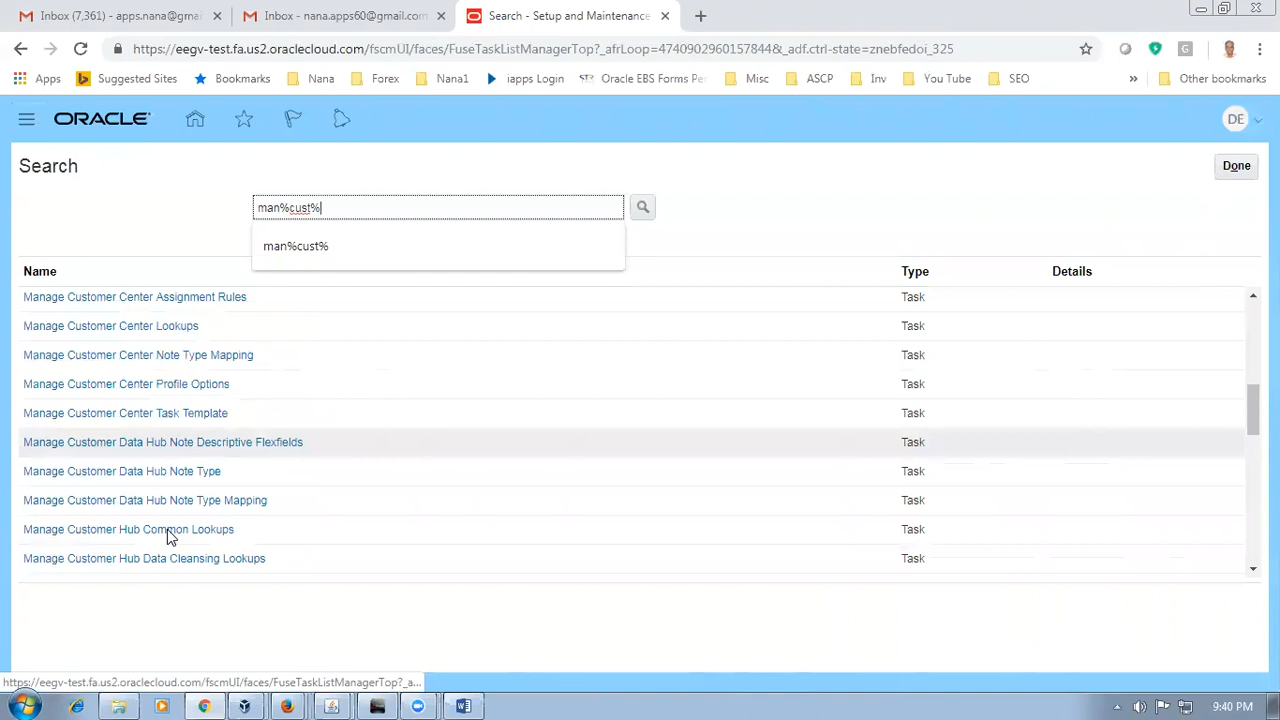 Inbox (7,361) - apps.nana@gmai
Inbox - nana.apps60@gmail.com
Search - Setup and Maintenance
https://eegv-test.fa.us2.oraclecloud.com/fscmUI/faces/FuseTaskListManagerTop?_afrLoop=47409029601578​44&_adf.ctrl-state=znebfedoi_325
Apps
Suggested Sites
Bookmarks
Nana
Forex
Nana1
iapps Login
Oracle EBS Forms Pe
Misc
ASCP
Inv
You Tube
SEO
»
Other bookmarks
ORACLE
DE
Search
Done
man%cust%
man%cust%
Name Type Details
Manage Customer Center Assignment Rules Task
Manage Customer Center Lookups Task
Manage Customer Center Note Type Mapping Task
Manage Customer Center Profile Options Task
Manage Customer Center Task Template Task
Manage Customer Data Hub Note Descriptive Flexfields Task
Manage Customer Data Hub Note Type Task
Manage Customer Data Hub Note Type Mapping Task
Manage Customer Hub Common Lookups Task
Manage Customer Hub Data Cleansing Lookups Task
https://eegv-test.fa.us2.oraclecloud.com/fscmUI/faces/FuseTaskListManagerTop?_a...
9:40 PM